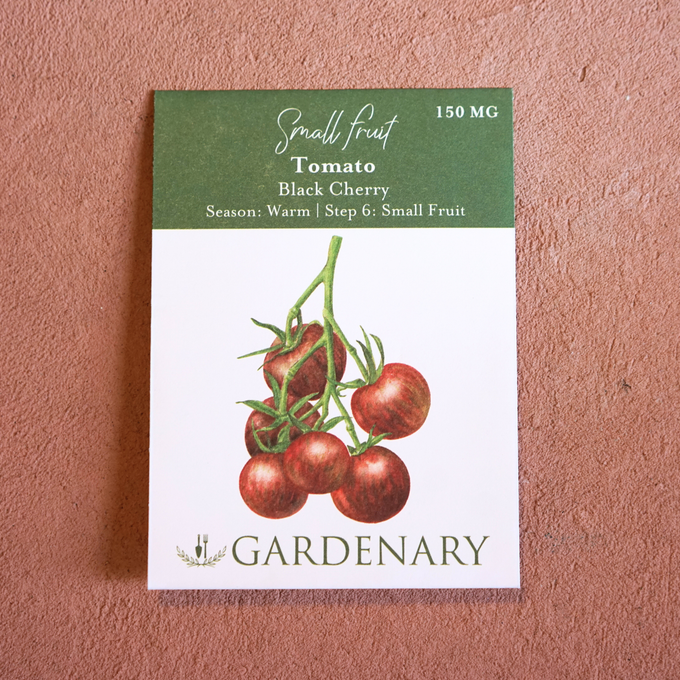 150 MG
Small fruit
Tomato
Black Cherry
Season: Warm | Step 6: Small Fruit
GARDENARY